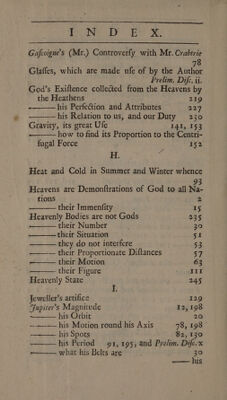 INDEX.
Gaſcoigne's (Mr.) Controverſy with Mr. Crabtrie
78
Glaſſes, which are made uſe of by the Author
Prelim. Diſc. ii.
God's Exiſtence collected from the Heavens by
the Heathens 219
—— his Perfection and Attributes 227
—— his Relation to us, and our Duty 230
Gravity, its great Uſe 141, 153
—— how to find its Proportion to the Centri-
fugal Force 152
H.
Heat and Cold in Summer and Winter whence
93
Heavens are Demonſtrations of God to all Na-
tions 2
—— their Immenſity 15
Heavenly Bodies are not Gods 235
—— their Number 30
—— their Situation 51
—— they do not interfere 53
—— their Proportionate Diſtances 57
—— their Motion 63
—— their Figure 111
Heavenly State 245
I.
Jeweller's artifice 129
Jupiter's Magnitude 12, 198
—— his Orbit 20
—— his Motion round his Axis 78, 198
—— his Spots 82, 130
—— his Period 91, 195, and Prelim. Diſc. x
—— what his Belts are 30
—— his